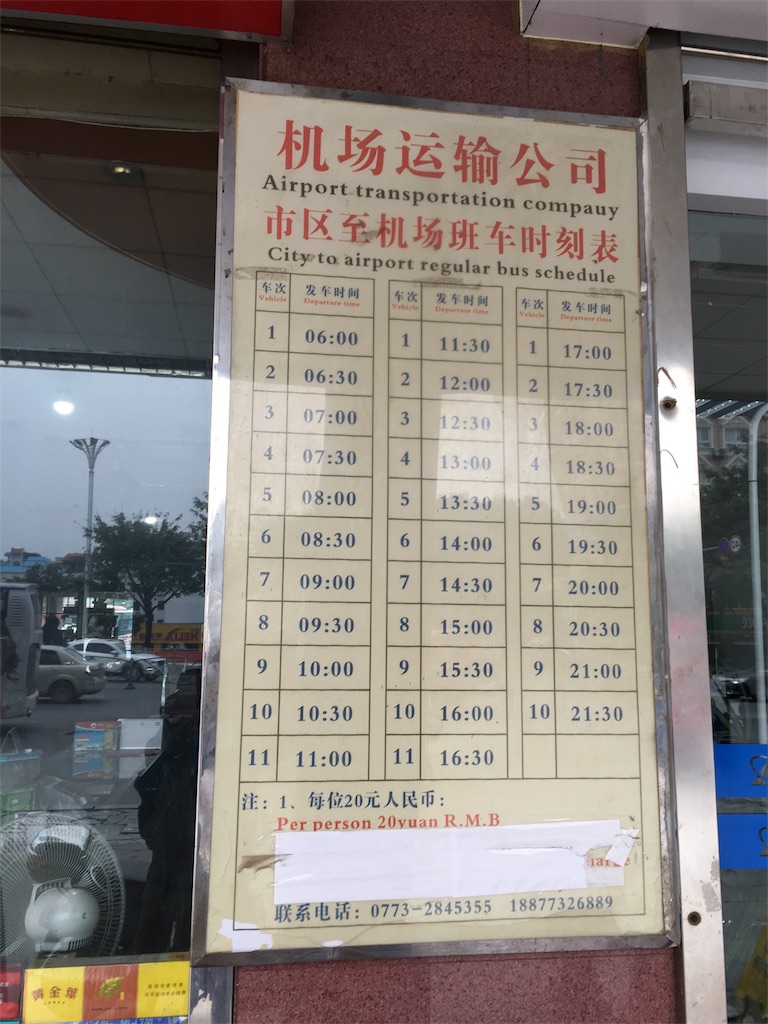 机场运输公司
Airport transportation compauy
市区至机场班车时刻表
City to airport regular bus schedule
车次 发车时间 车次 发车时间 车次 发车时间
Vehicle Departure time Vehicle Departure time Vehicle Departure time
1 06:00 1 11:30 1 17:00
2 06:30 2 12:00 2 17:30
3 07:00 3 12:30 3 18:00
4 07:30 4 13:00 4 18:30
5 08:00 5 13:30 5 19:00
6 08:30 6 14:00 6 19:30
7 09:00 7 14:30 7 20:00
8 09:30 8 15:00 8 20:30
9 10:00 9 15:30 9 21:00
10 10:30 10 16:00 10 21:30
11 11:00 11 16:30
注：1、每位20元人民币：
Per person 20yuan R.M.B
联系电话：0773-2845355 18877326889
黄金叶